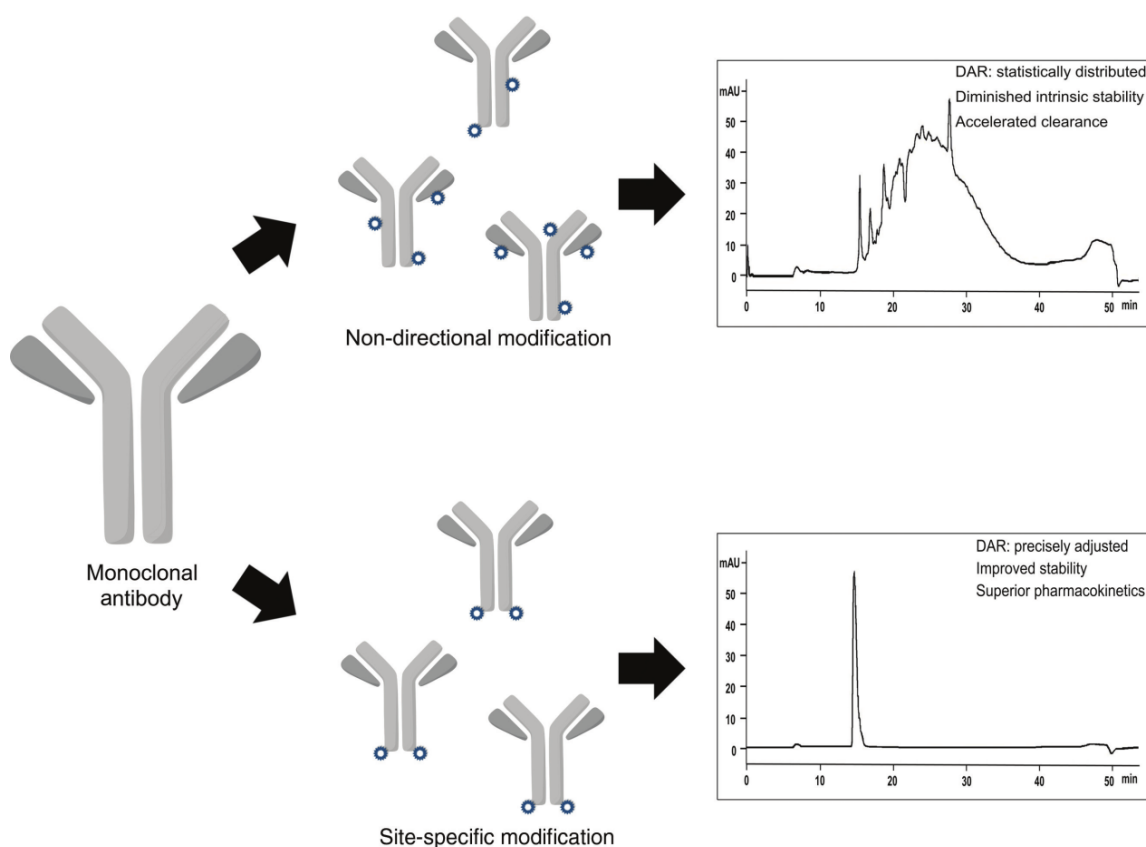 DAR: statistically distributed
Diminished intrinsic stability
Accelerated clearance
mAU
50
40
30
20
10
0
0 10 20 30 40 50 min
Non-directional modification
Monoclonal
antibody
DAR: precisely adjusted
Improved stability
Superior pharmacokinetics
mAU
50
40
30
20
10
0
0 10 20 30 40 50 min
Site-specific modification